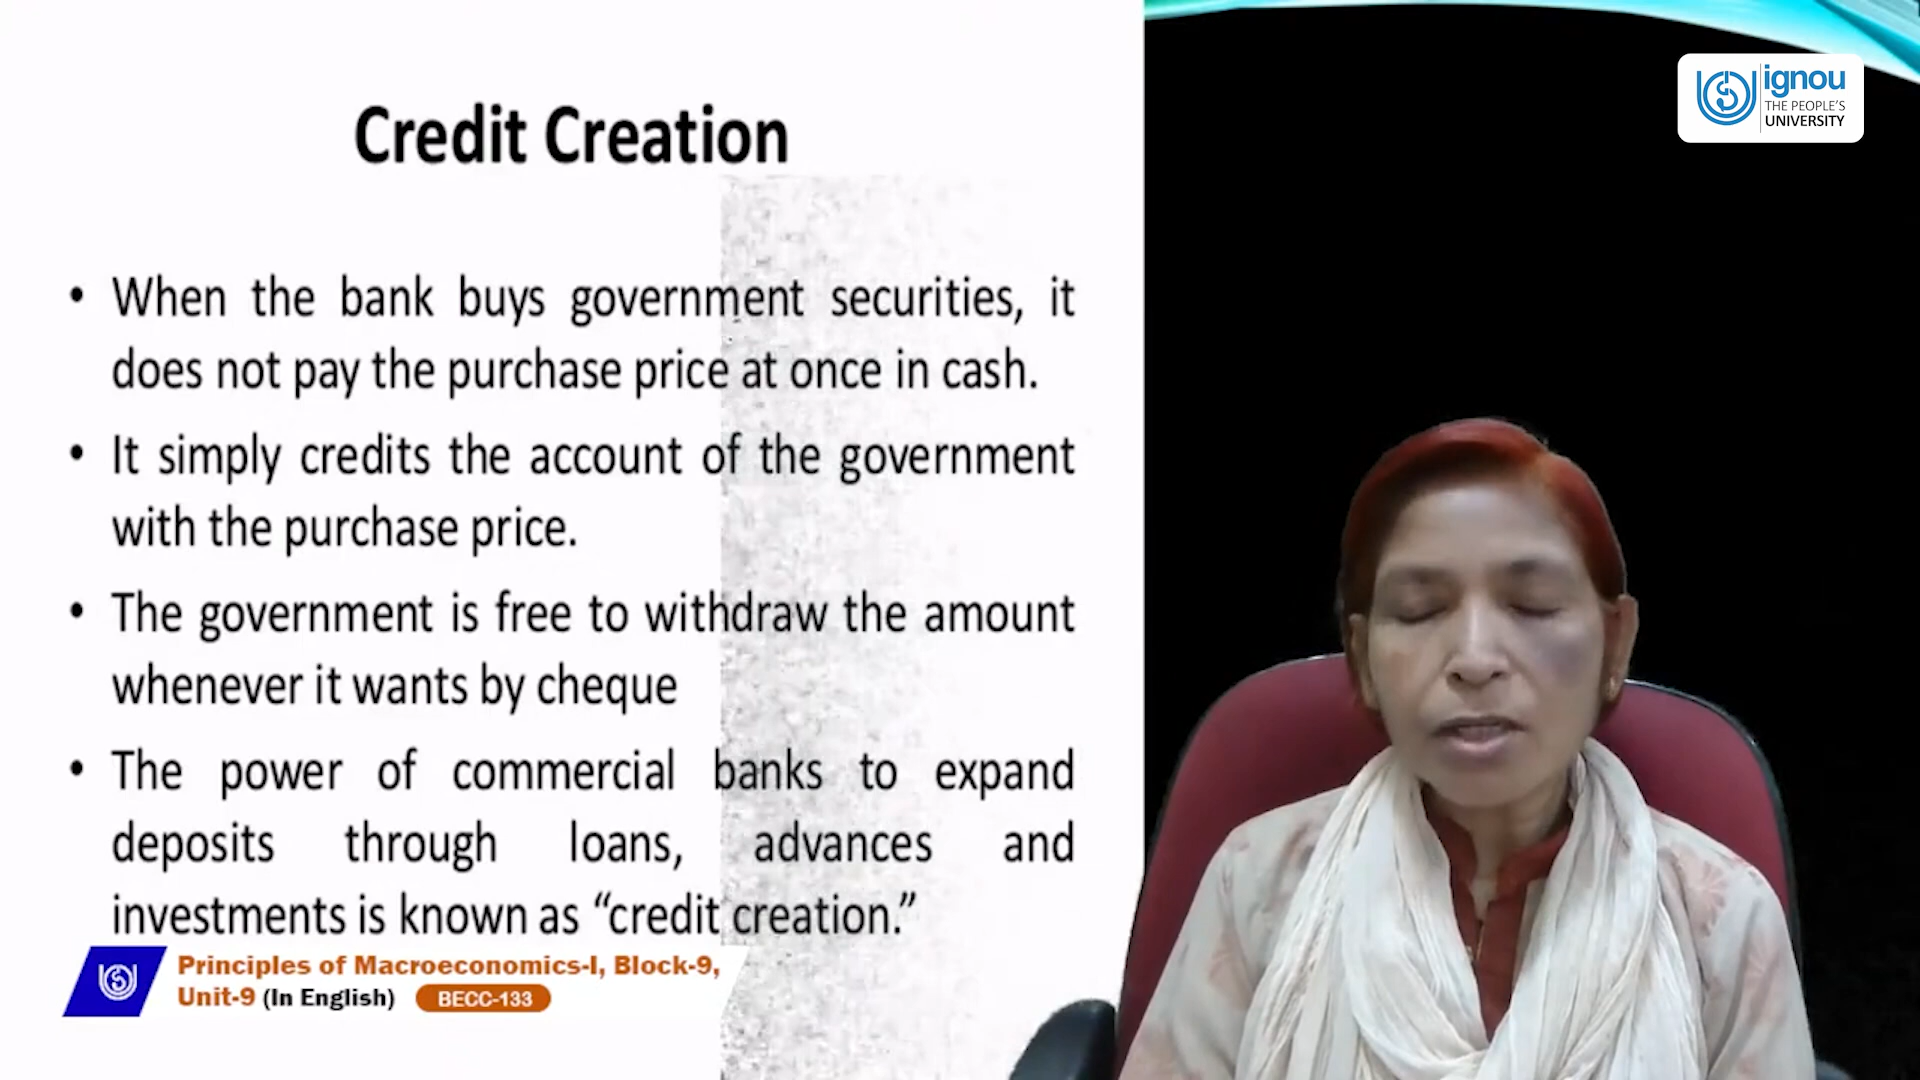 Credit Creation
• When the bank buys government securities, it
does not pay the purchase price at once in cash.
• It simply credits the account of the government
with the purchase price.
• The government is free to withdraw the amount
whenever it wants by cheque
• The power of commercial banks to expand
deposits through loans, advances and
investments is known as “credit creation.”
Principles of Macroeconomics-I, Block-9,
Unit-9 (In English) BECC-133
ignou
THE PEOPLE'S
UNIVERSITY